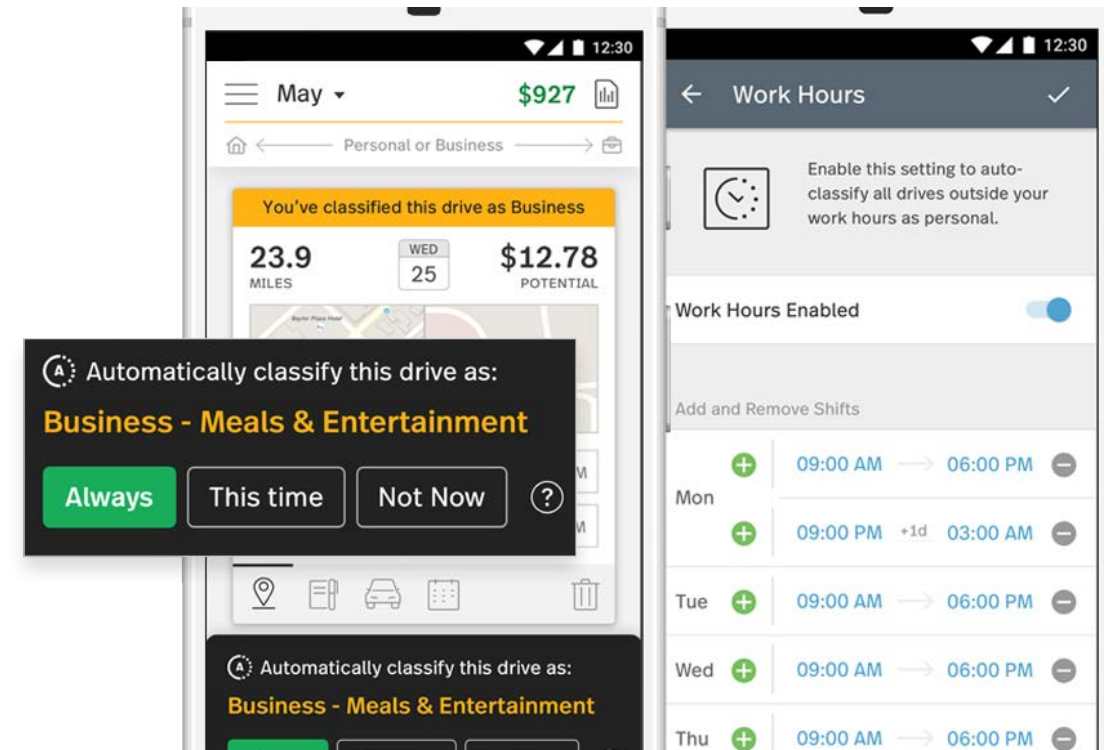 12:30
May
$927
Personal or Business
You've classified this drive as Business
23.9
MILES
WED
25
$12.78
POTENTIAL
Baylor Plaza Hotel
Automatically classify this drive as:
Business - Meals & Entertainment
Always
This time
Not Now
?
M
M
Automatically classify this drive as:
Business - Meals & Entertainment
12:30
Work Hours
Enable this setting to auto-
classify all drives outside your
work hours as personal.
Work Hours Enabled
Add and Remove Shifts
Mon
09:00 AM 06:00 PM
09:00 PM +1d 03:00 AM
Tue 09:00 AM 06:00 PM
Wed 09:00 AM 06:00 PM
Thu 09:00 AM 06:00 PM